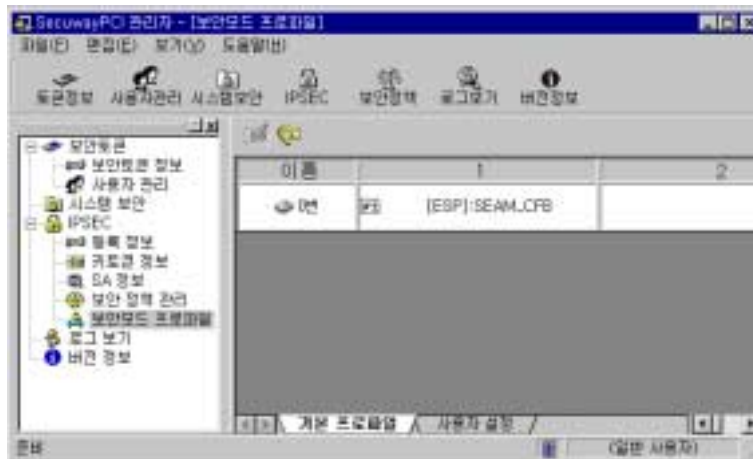 SecuwayPCI 관리자 - [보안모드 프로파일]
파일(F) 편집(E) 보기(V) 도움말(H)
토큰정보 사용자관리 시스템보안 IPSEC 보안정책 로그보기 버전정보
보안토큰
보안토큰 정보
사용자 관리
시스템 보안
IPSEC
등록 정보
키토큰 정보
SA 정보
보안 정책 관리
보안모드 프로파일
로그 보기
버전 정보
이름 1 2
0번 [ESP]:SEAM_CFB
기본 프로파일 사용자 설정
준비 (일반 사용자)